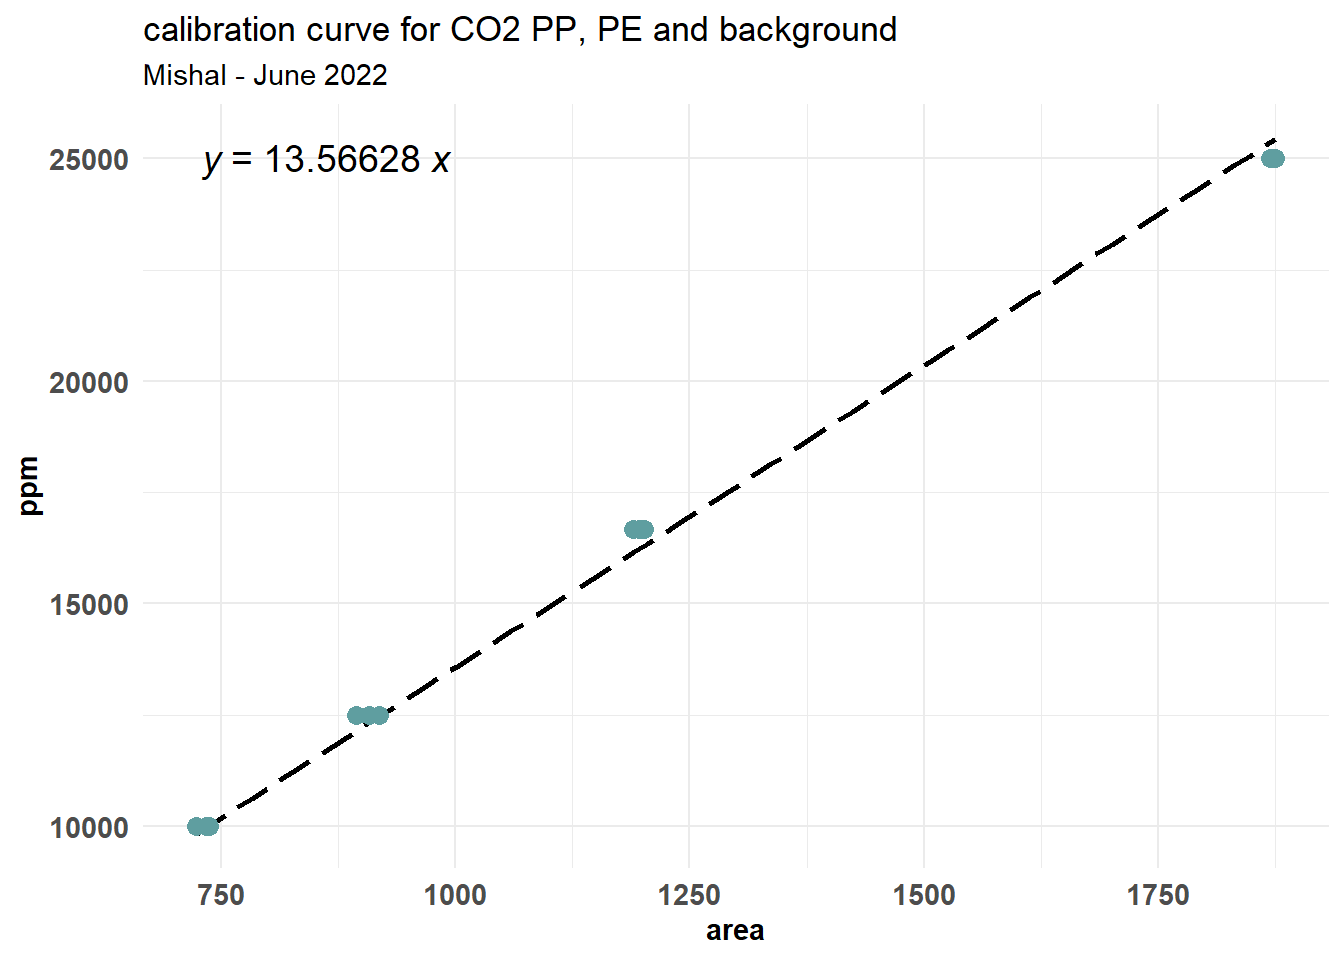 calibration curve for CO2 PP, PE and background
Mishal - June 2022
y = 13.56628 x
25000
20000
15000
10000
ppm
750 1000 1250 1500 1750
area